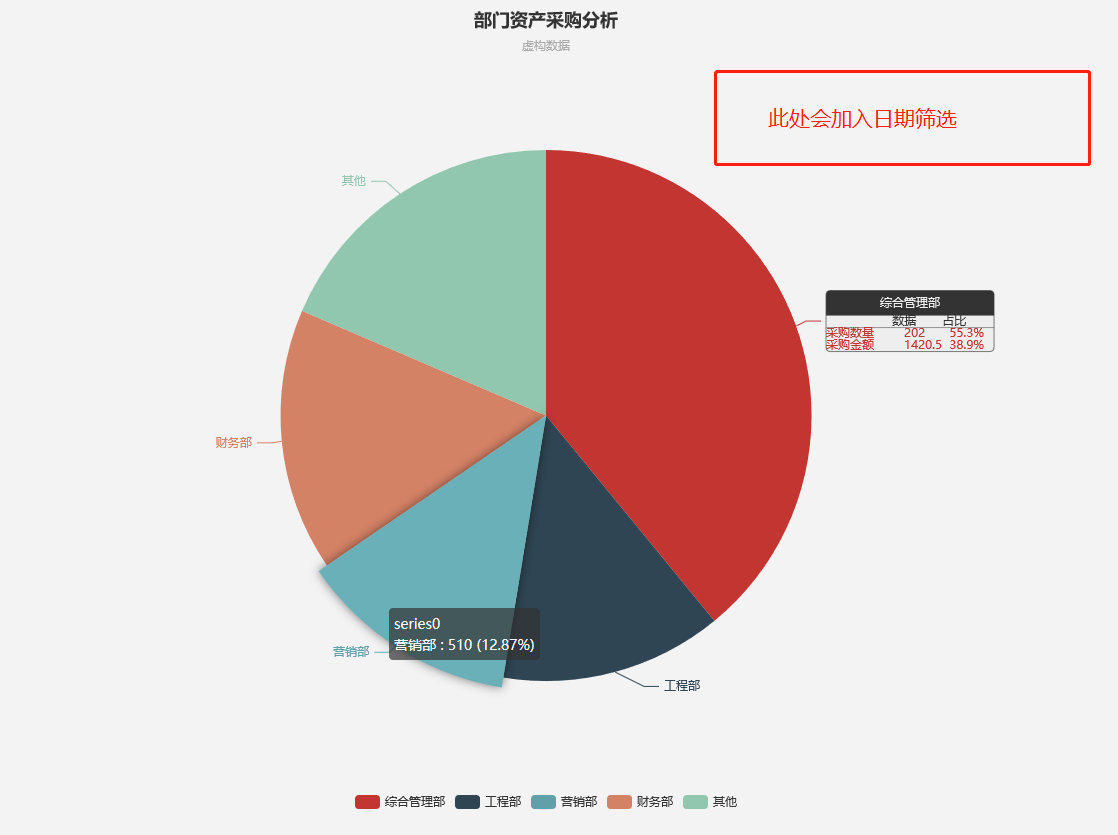 部门资产采购分析
虚构数据
此处会加入日期筛选
其他
综合管理部
数据 占比
采购数量 202 55.3%
采购金额 1420.5 38.9%
财务部
series0
营销部 : 510 (12.87%)
营销部
工程部
综合管理部 工程部 营销部 财务部 其他